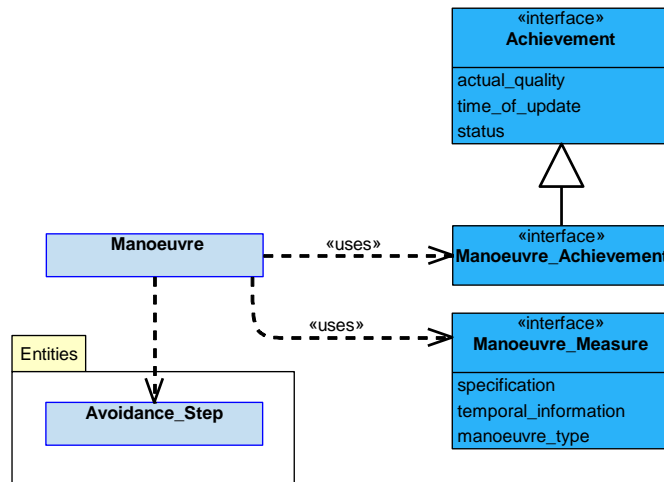 «interface»
Achievement
actual_quality
time_of_update
status
Manoeuvre
«uses»
«interface»
Manoeuvre_Achievement
«uses»
«interface»
Manoeuvre_Measure
specification
temporal_information
manoeuvre_type
Entities
Avoidance_Step